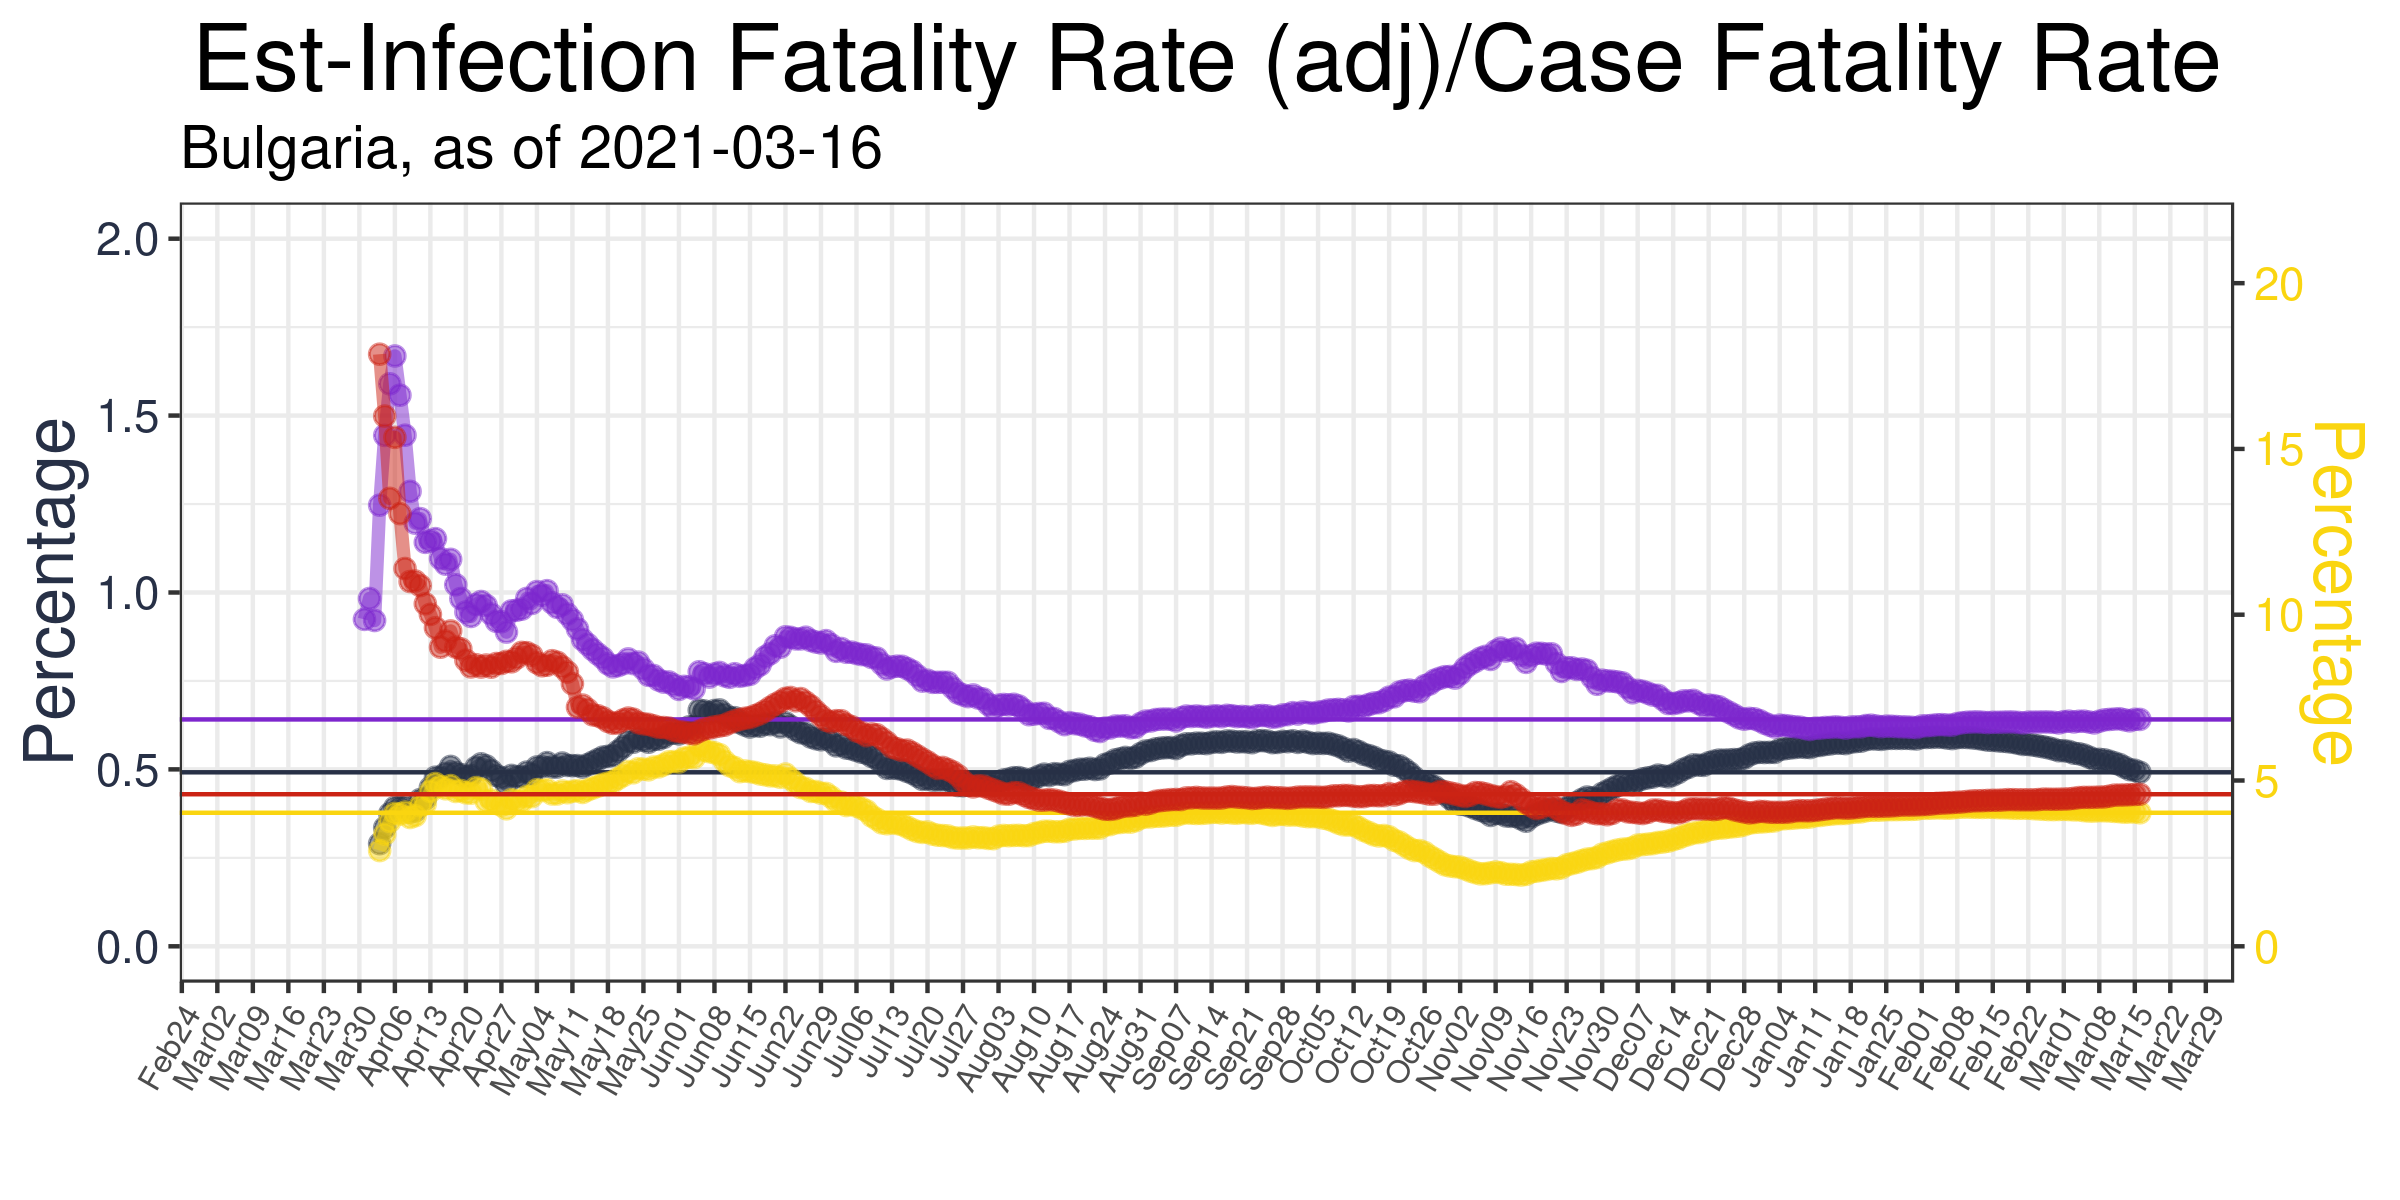 Est-Infection Fatality Rate (adj)/Case Fatality Rate
Bulgaria, as of 2021-03-16
Percentage
2.0
1.5
1.0
0.5
0.0
20
15
10
5
0
Percentage
Feb24
Mar02
Mar09
Mar16
Mar23
Mar30
Apr06
Apr13
Apr20
Apr27
May04
May11
May18
May25
Jun01
Jun08
Jun15
Jun22
Jun29
Jul06
Jul13
Jul20
Jul27
Aug03
Aug10
Aug17
Aug24
Aug31
Sep07
Sep14
Sep21
Sep28
Oct05
Oct12
Oct19
Oct26
Nov02
Nov09
Nov16
Nov23
Nov30
Dec07
Dec14
Dec21
Dec28
Jan04
Jan11
Jan18
Jan25
Feb01
Feb08
Feb15
Feb22
Mar01
Mar08
Mar15
Mar22
Mar29